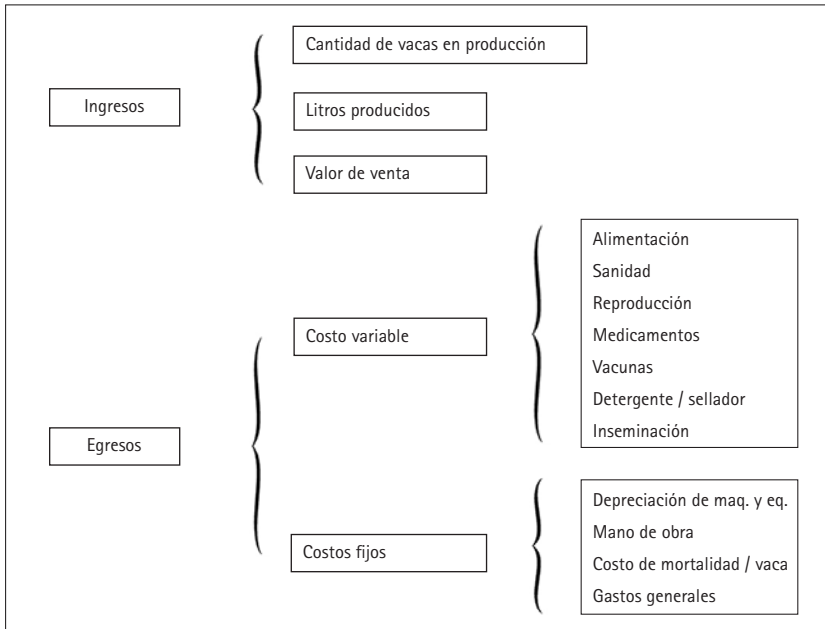 Ingresos
Cantidad de vacas en producción
Litros producidos
Valor de venta
Egresos
Costo variable
Alimentación
Sanidad
Reproducción
Medicamentos
Vacunas
Detergente / sellador
Inseminación
Costos fijos
Depreciación de maq. y eq.
Mano de obra
Costo de mortalidad / vaca
Gastos generales